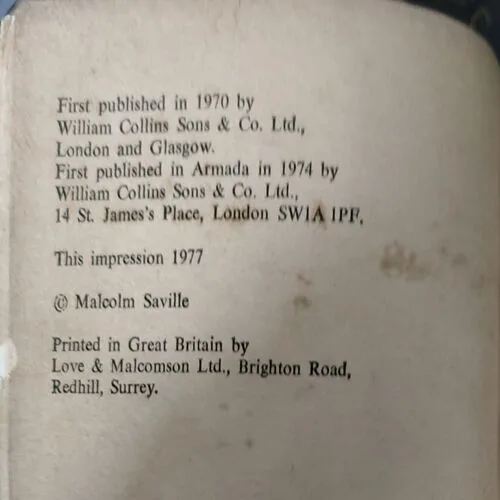 First published in 1970 by
William Collins Sons & Co. Ltd.,
London and Glasgow.
First published in Armada in 1974 by
William Collins Sons & Co. Ltd.,
14 St. James's Place, London SW1A 1PF.
This impression 1977
© Malcolm Saville
Printed in Great Britain by
Love & Malcomson Ltd., Brighton Road,
Redhill, Surrey.